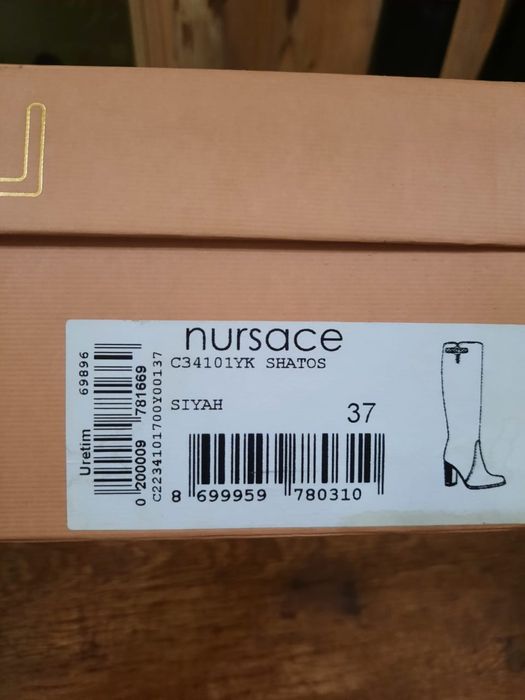 nursace
C34101YK SHATOS
SIYAH
37
8 699959 780310
Uretim 69896
0 200009 781669
C2234101700Y00137